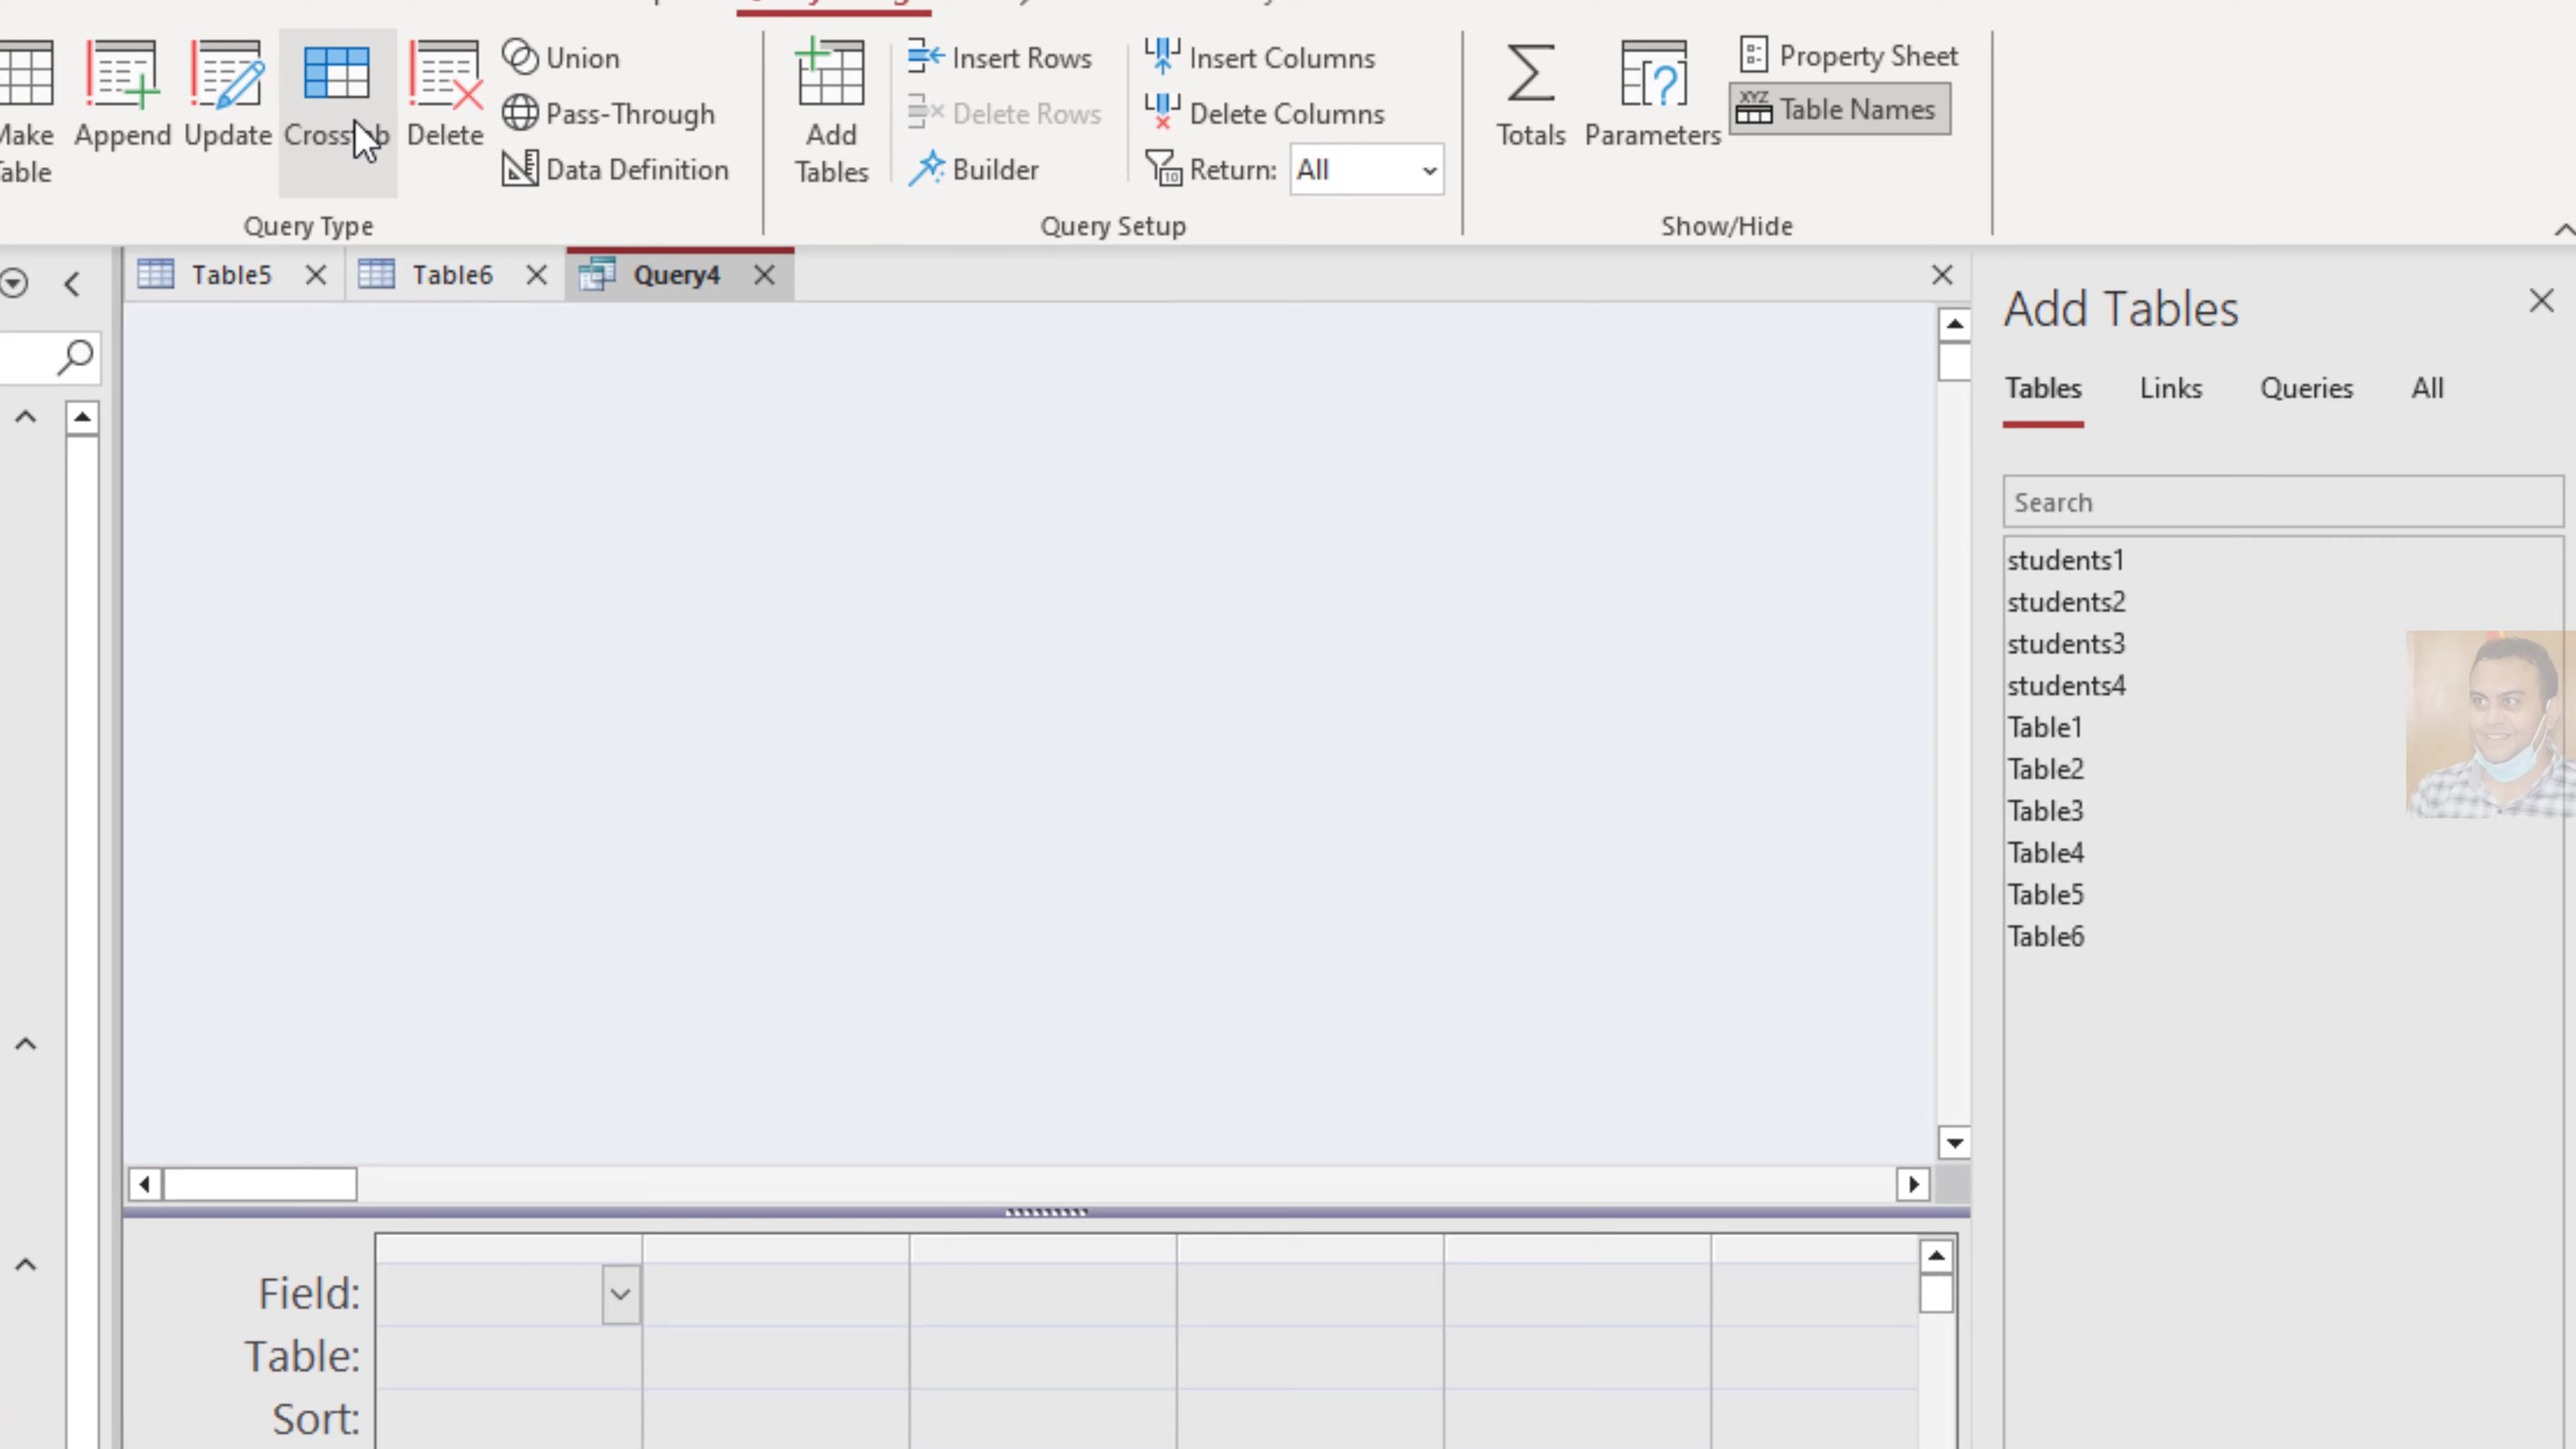 Make Table
Append
Update
Delete
Union
Pass-Through
Data Definition
Query Type
Add Tables
Insert Rows
Delete Rows
Builder
Insert Columns
Delete Columns
Return: All
Query Setup
Totals
Parameters
Property Sheet
Table Names
Show/Hide
Table5
Table6
Query4
Add Tables
Tables
Links
Queries
All
Search
students1
students2
students3
students4
Table1
Table2
Table3
Table4
Table5
Table6
Field:
Table:
Sort: